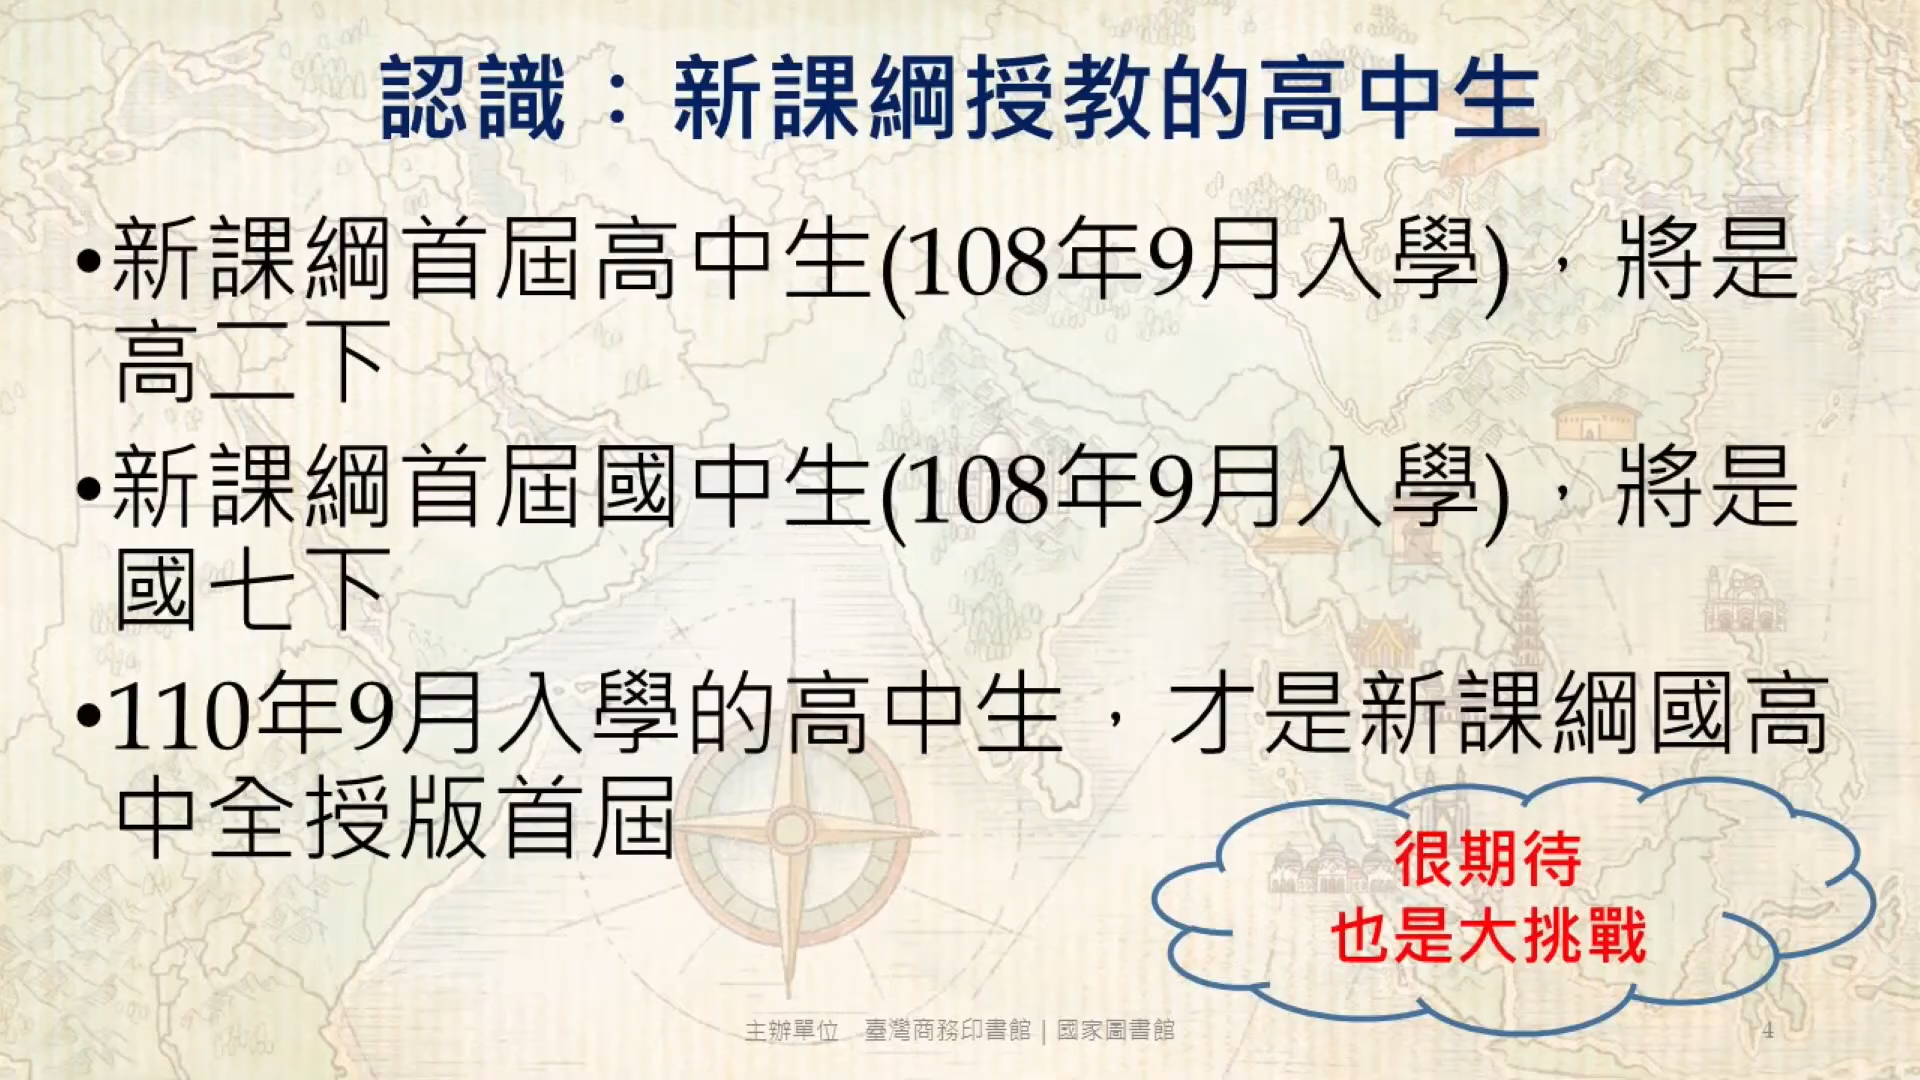 認識：新課綱授教的高中生
•新課綱首屆高中生(108年9月入學)，將是
高二下
•新課綱首屆國中生(108年9月入學)，將是
國七下
•110年9月入學的高中生，才是新課綱國高
中全授版首屆
很期待
也是大挑戰
主辦單位　臺灣商務印書館 | 國家圖書館
4